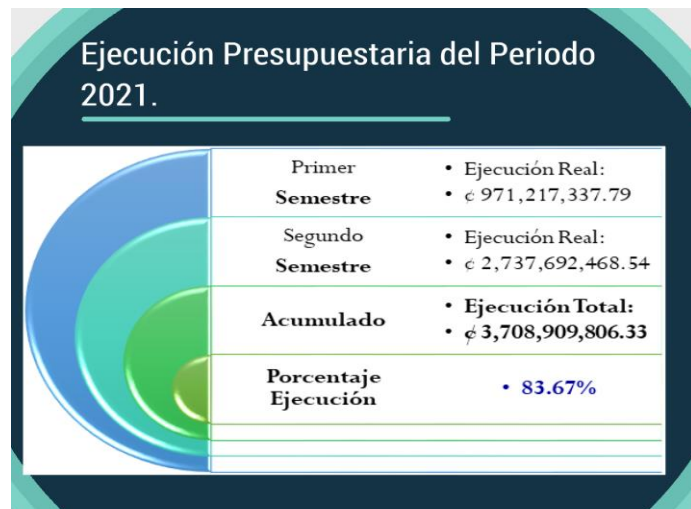 Ejecución Presupuestaria del Periodo
2021.
Primer
Semestre
• Ejecución Real:
• ¢ 971,217,337.79
Segundo
Semestre
• Ejecución Real:
• ¢ 2,737,692,468.54
Acumulado
• Ejecución Total:
• ¢ 3,708,909,806.33
Porcentaje
Ejecución
• 83.67%